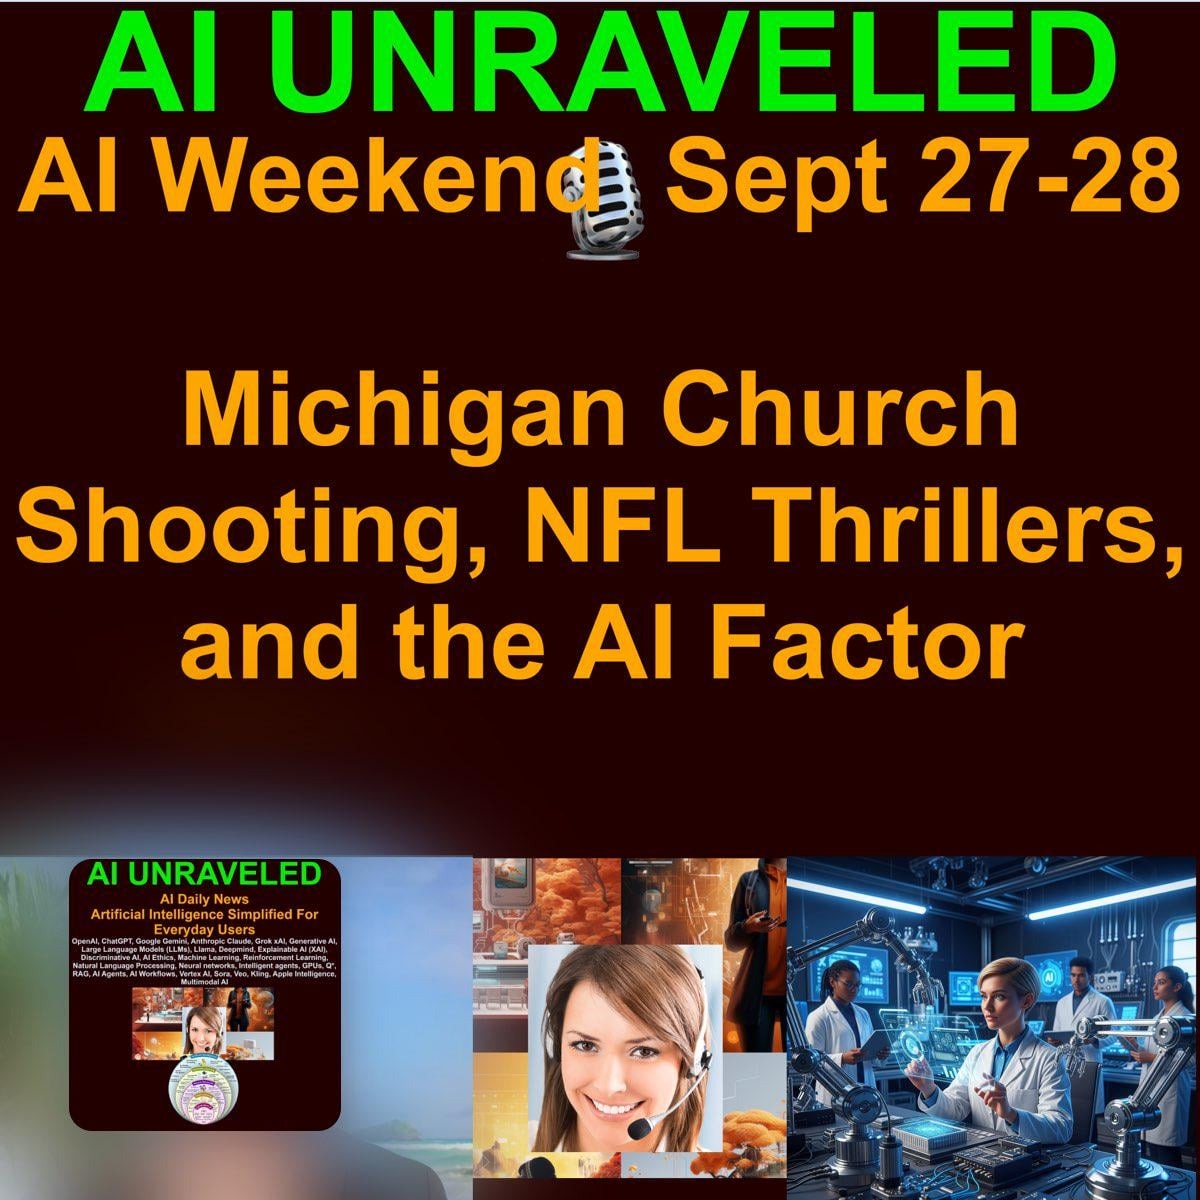 AI UNRAVELED
AI Weekend Sept 27-28
Michigan Church
Shooting, NFL Thrillers,
and the AI Factor
AI UNRAVELED
AI Daily News
Artificial Intelligence Simplified For
Everyday Users
OpenAI, ChatGPT, Google Gemini, Anthropic Claude, Grok xAI, Generative AI,
Large Language Models (LLMs), Llama, Deepmind, Explainable AI (XAI),
Discriminative AI, AI Ethics, Machine Learning, Reinforcement Learning,
Natural Language Processing, Neural networks, Intelligent agents, GPUs, Q*,
RAG, AI Agents, AI Workflows, Vertex AI, Sora, Veo, Kling, Apple Intelligence,
Multimodal AI
AI